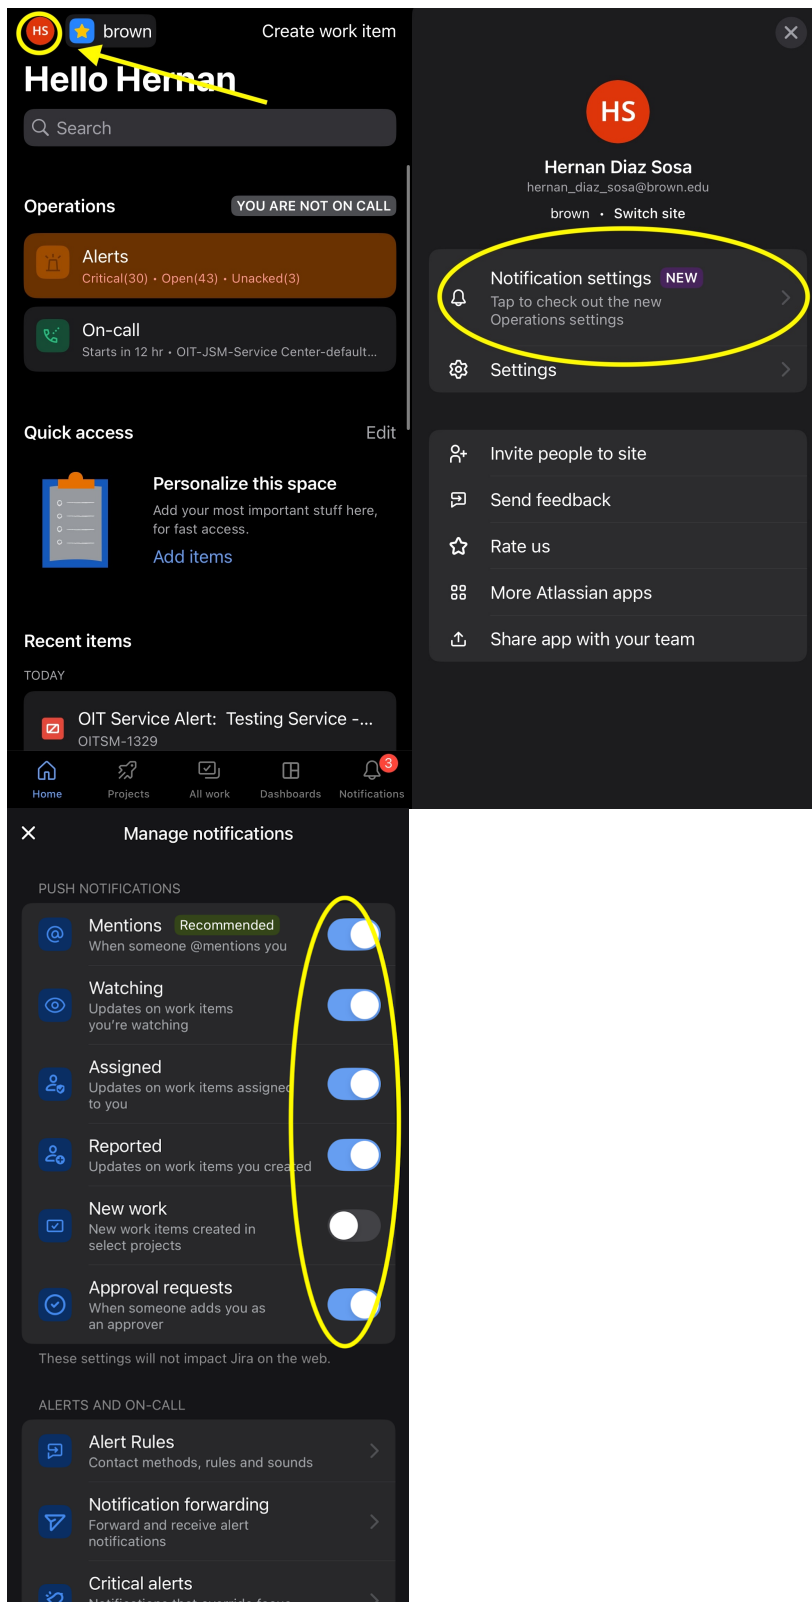 HS
brown
Create work item
Hello Hernan
Search
Operations
YOU ARE NOT ON CALL
Alerts
Critical(30) • Open(43) • Unacked(3)
On-call
Starts in 12 hr • OIT-JSM-Service Center-default...
Quick access
Edit
Personalize this space
Add your most important stuff here,
for fast access.
Add items
Recent items
TODAY
OIT Service Alert: Testing Service -...
OITSM-1329
3
Home
Projects
All work
Dashboards
Notifications
HS
Hernan Diaz Sosa
hernan_diaz_sosa@brown.edu
brown • Switch site
Notification settings NEW
Tap to check out the new
Operations settings
Settings
Invite people to site
Send feedback
Rate us
More Atlassian apps
Share app with your team
Manage notifications
PUSH NOTIFICATIONS
Mentions Recommended
When someone @mentions you
Watching
Updates on work items
you're watching
Assigned
Updates on work items assigned
to you
Reported
Updates on work items you created
New work
New work items created in
select projects
Approval requests
When someone adds you as
an approver
These settings will not impact Jira on the web.
ALERTS AND ON-CALL
Alert Rules
Contact methods, rules and sounds
Notification forwarding
Forward and receive alert
notifications
Critical alerts
Notifications that override focus